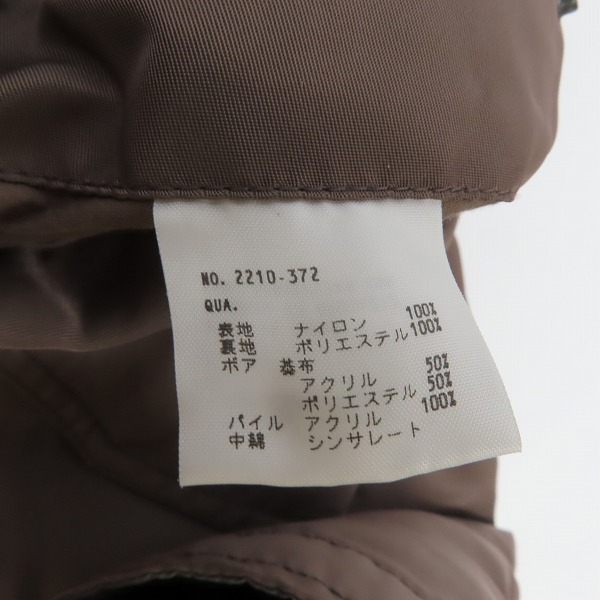 NO. 2210-372
QUA.
表地 ナイロン 100%
裏地 ポリエステル 100%
ボア 基布
アクリル 50%
ポリエステル 50%
パイル アクリル 100%
中綿 シンサレート